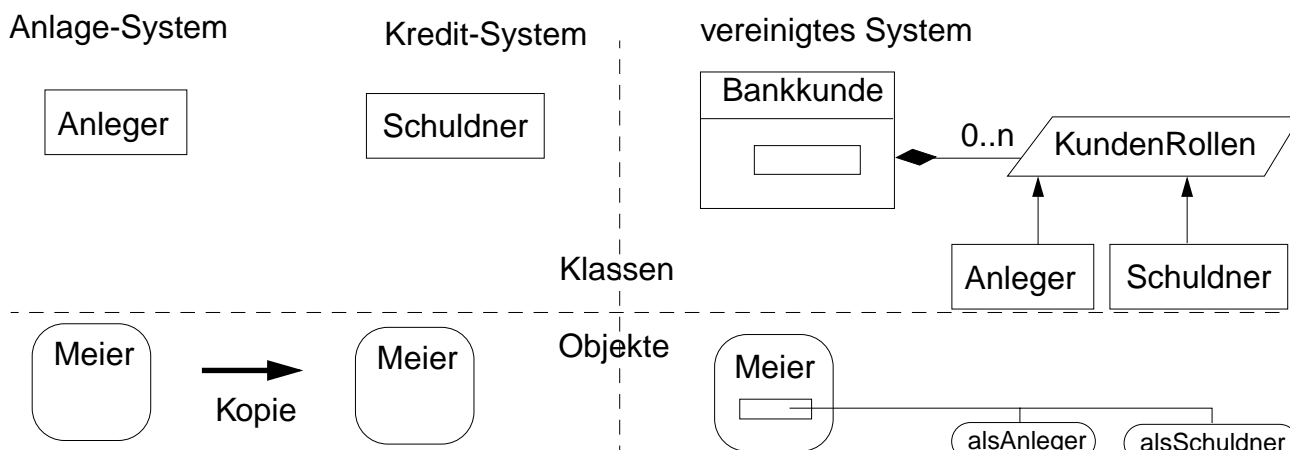 Anlage-System
Kredit-System
vereinigtes System
Anleger
Schuldner
Bankkunde
0..n
KundenRollen
Anleger
Schuldner
Klassen
Objekte
Meier
Kopie
Meier
Meier
alsAnleger
alsSchuldner